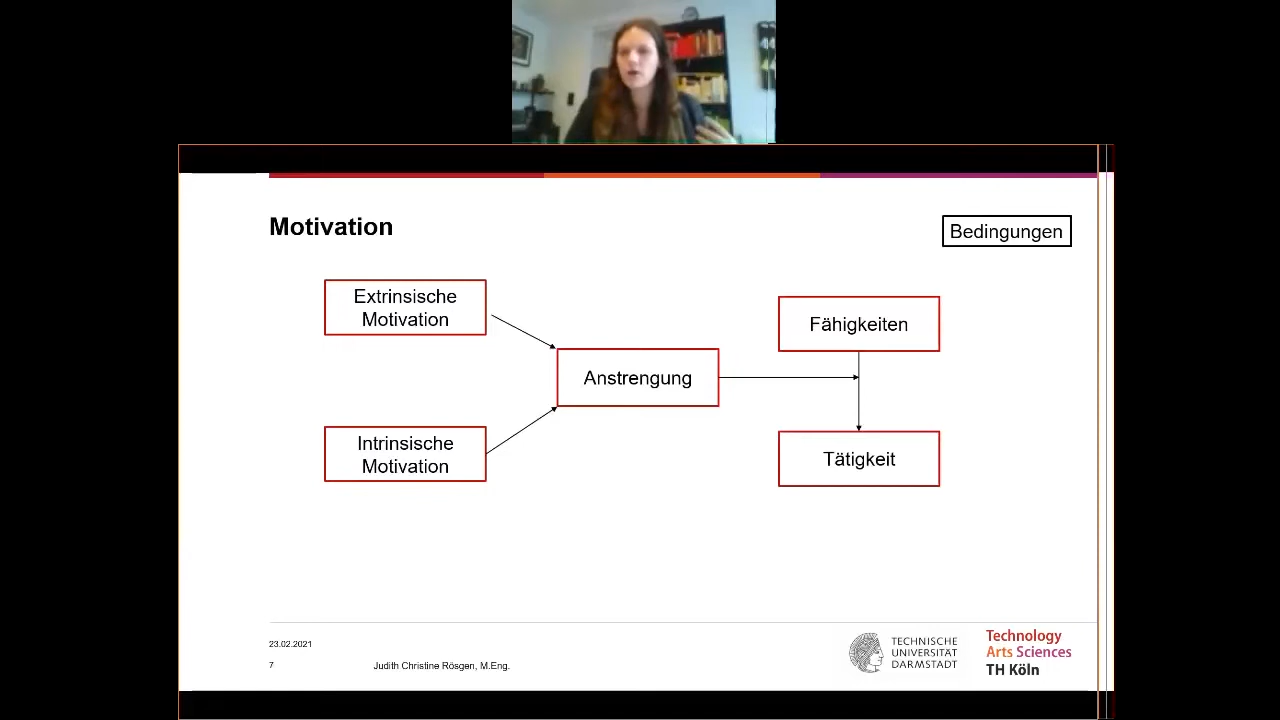 Motivation
Bedingungen
Extrinsische
Motivation
Fähigkeiten
Anstrengung
Intrinsische
Motivation
Tätigkeit
23.02.2021
7
Judith Christine Rösgen, M.Eng.
TECHNISCHE
UNIVERSITÄT
DARMSTADT
Technology
Arts Sciences
TH Köln